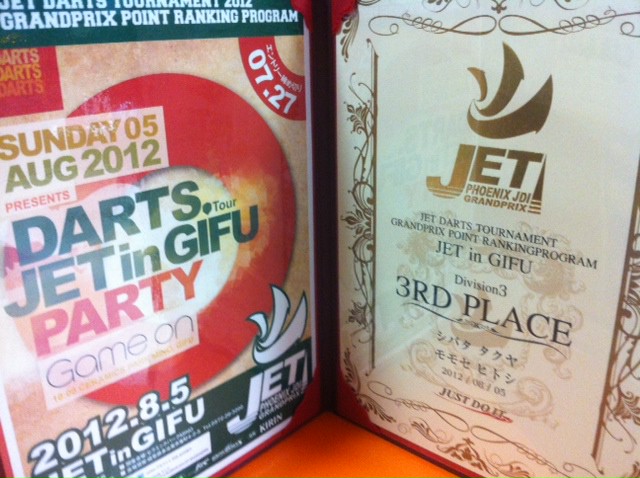 JET DARTS TOURNAMENT 2012
GRANDPRIX POINT RANKING PROGRAM
DARTS
DARTS
DARTS
07.27
SUNDAY 05
AUG 2012
PRESENTS
DARTS. Tour
JET in GIFU
PARTY
Game on
2012.8.5
JET in GIFU
JET
PHOENIX JDI
GRANDPRIX
KIRIN
JET
PHOENIX JDI
GRANDPRIX
JET DARTS TOURNAMENT
GRANDPRIX POINT RANKINGPROGRAM
JET in GIFU
Division3
3RD PLACE
シバタ タクヤ
モモセ ヒトシ
2012 / 08 / 05
JUST DO IT.